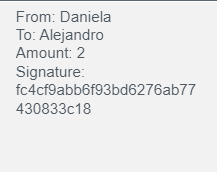 From: Daniela
To: Alejandro
Amount: 2
Signature:
fc4cf9abb6f93bd6276ab77
430833c18